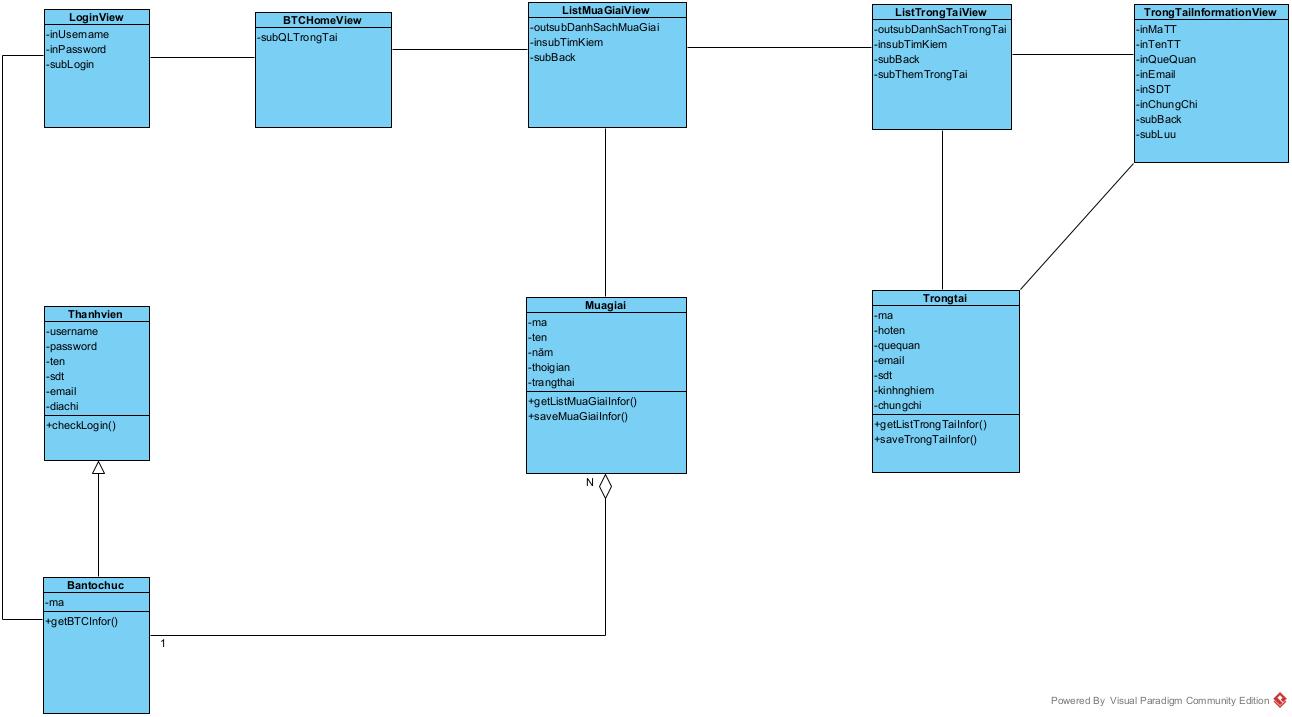 LoginView
-inUsername
-inPassword
-subLogin
BTCHomeView
-subQLTrongTai
ListMuaGiaiView
-outsubDanhSachMuaGiai
-insubTimKiem
-subBack
ListTrongTaiView
-outsubDanhSachTrongTai
-insubTimKiem
-subBack
-subThemTrongTai
TrongTaiInformationView
-inMaTT
-inTenTT
-inQueQuan
-inEmail
-inSDT
-inChungChi
-subBack
-subLuu
Thanhvien
-username
-password
-ten
-sdt
-email
-diachi
+checkLogin()
Muagiai
-ma
-ten
-năm
-thoigian
-trangthai
+getListMuaGiaiInfor()
+saveMuaGiaiInfor()
Trongtai
-ma
-hoten
-quequan
-email
-sdt
-kinhnghiem
-chungchi
+getListTrongTaiInfor()
+saveTrongTaiInfor()
N
Bantochuc
-ma
+getBTCInfor()
1
Powered By Visual Paradigm Community Edition